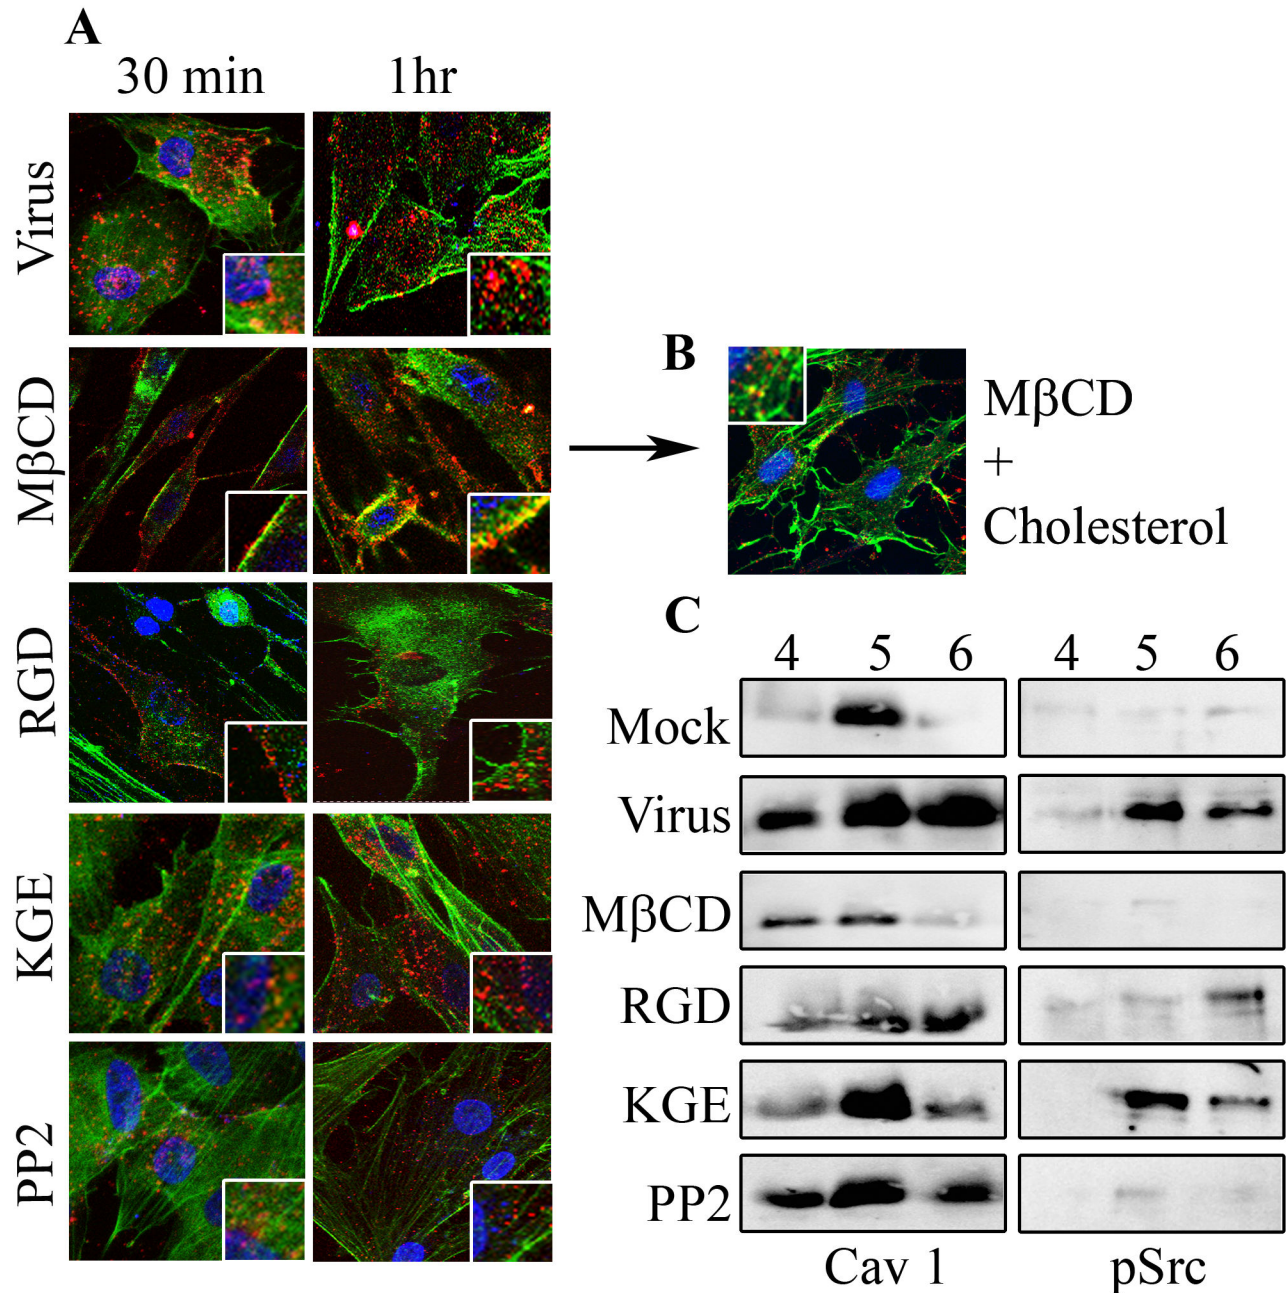 A
30 min 1hr
Virus
MβCD
RGD
KGE
PP2
B
MβCD
+
Cholesterol
C
4 5 6 4 5 6
Mock
Virus
MβCD
RGD
KGE
PP2
Cav 1 pSrc